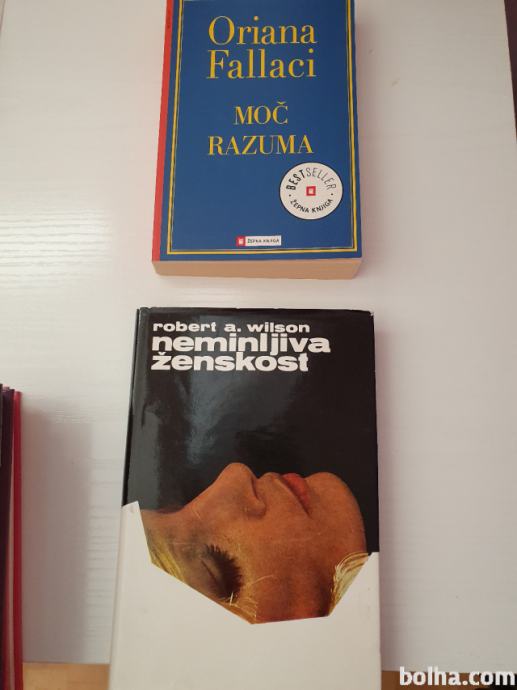 Oriana
Fallaci
MOČ
RAZUMA
BESTSELLER
ŽEPNA KNJIGA
ŽEPNA KNJIGA
robert a. wilson
neminljiva
ženskost
bolha.com